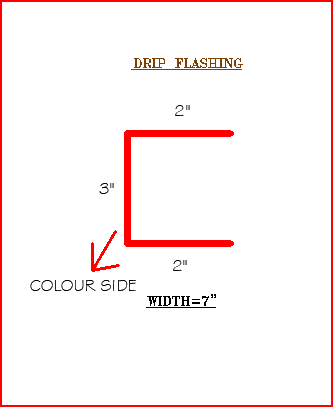 DRIP FLASHING
2"
3"
2"
COLOUR SIDE
WIDTH=7"